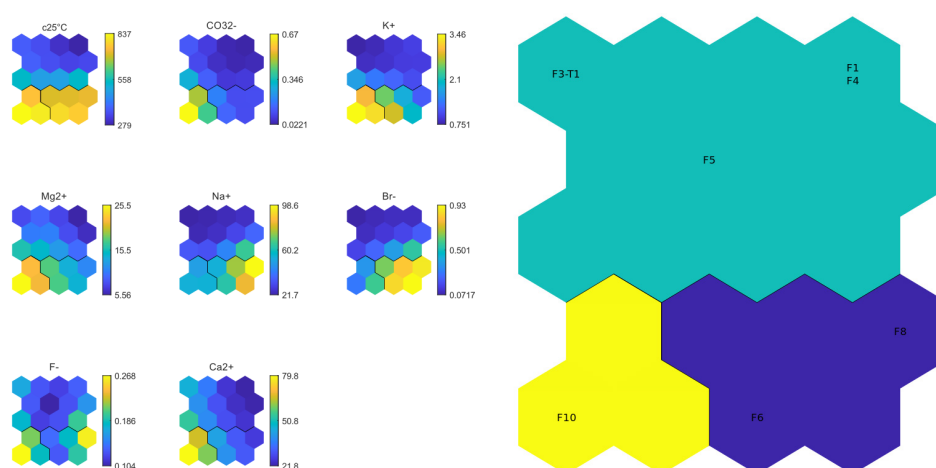 c25°C
837
558
279
CO32-
0.67
0.346
0.0221
K+
3.46
2.1
0.751
Mg2+
25.5
15.5
5.56
Na+
98.6
60.2
21.7
Br-
0.93
0.501
0.0717
F-
0.268
0.186
0.104
Ca2+
79.8
50.8
21.8
F3-T1
F1
F4
F5
F8
F10
F6